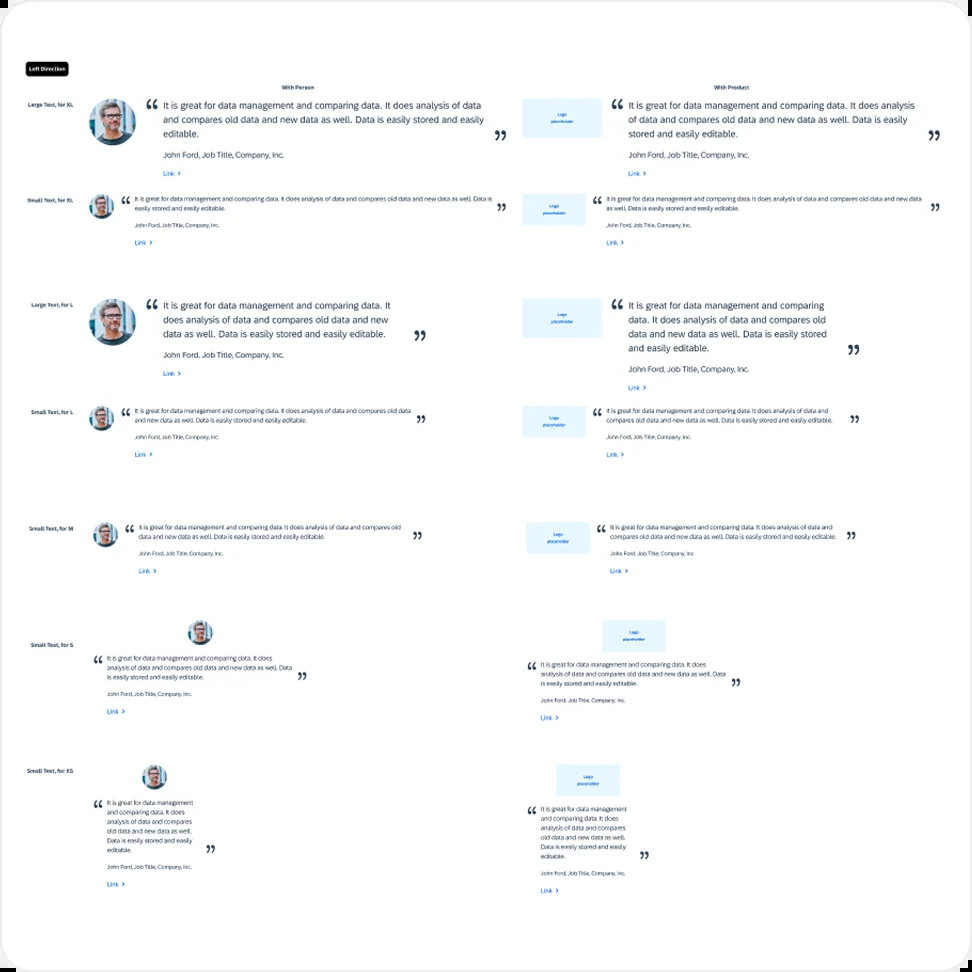 Left Direction
With Person
With Product
Large Text, for XL
“ It is great for data management and comparing data. It does analysis of data
and compares old data and new data as well. Data is easily stored and easily
editable. ”
John Ford, Job Title, Company, Inc.
Link >
Logo
placeholder
“ It is great for data management and comparing data. It does analysis
of data and compares old data and new data as well. Data is easily
stored and easily editable. ”
John Ford, Job Title, Company, Inc.
Link >
Small Text, for XL
“ It is great for data management and comparing data. It does analysis of data and compares old data and new data as well. Data is
easily stored and easily editable. ”
John Ford, Job Title, Company, Inc.
Link >
Logo
placeholder
“ It is great for data management and comparing data. It does analysis of data and compares old data and new data
as well. Data is easily stored and easily editable. ”
John Ford, Job Title, Company, Inc.
Link >
Large Text, for L
“ It is great for data management and comparing data. It
does analysis of data and compares old data and new
data as well. Data is easily stored and easily editable. ”
John Ford, Job Title, Company, Inc.
Link >
Logo
placeholder
“ It is great for data management and comparing
data. It does analysis of data and compares old
data and new data as well. Data is easily stored
and easily editable. ”
John Ford, Job Title, Company, Inc.
Link >
Small Text, for L
“ It is great for data management and comparing data. It does analysis of data and compares old data
and new data as well. Data is easily stored and easily editable. ”
John Ford, Job Title, Company, Inc.
Link >
Logo
placeholder
“ It is great for data management and comparing data. It does analysis of data and
compares old data and new data as well. Data is easily stored and easily editable. ”
John Ford, Job Title, Company, Inc.
Link >
Small Text, for M
“ It is great for data management and comparing data. It does analysis of data and compares old
data and new data as well. Data is easily stored and easily editable. ”
John Ford, Job Title, Company, Inc.
Link >
Logo
placeholder
“ It is great for data management and comparing data. It does analysis of data and
compares old data and new data as well. Data is easily stored and easily editable. ”
John Ford, Job Title, Company, Inc.
Link >
Small Text, for S
“ It is great for data management and comparing data. It does
analysis of data and compares old data and new data as well. Data
is easily stored and easily editable. ”
John Ford, Job Title, Company, Inc.
Link >
Logo
placeholder
“ It is great for data management and comparing data. It does
analysis of data and compares old data and new data as well. Data
is easily stored and easily editable. ”
John Ford, Job Title, Company, Inc.
Link >
Small Text, for XS
“ It is great for data management
and comparing data. It does
analysis of data and compares
old data and new data as well.
Data is easily stored and easily
editable. ”
John Ford, Job Title, Company, Inc.
Link >
Logo
placeholder
“ It is great for data management
and comparing data. It does
analysis of data and compares
old data and new data as well.
Data is easily stored and easily
editable. ”
John Ford, Job Title, Company, Inc.
Link >